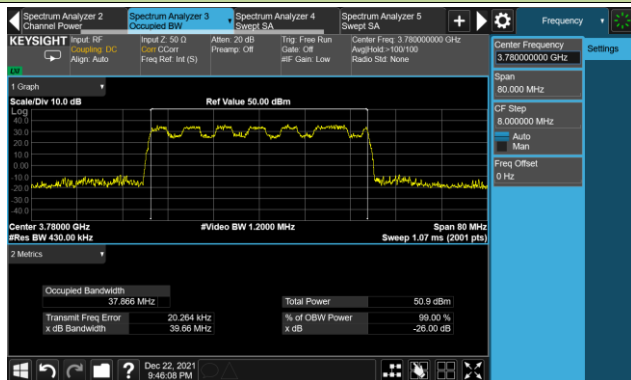 Spectrum Analyzer 2
Channel Power
Spectrum Analyzer 3
Occupied BW
Spectrum Analyzer 4
Swept SA
Spectrum Analyzer 5
Swept SA
Frequency
KEYSIGHT
Input: RF
Coupling: DC
Align: Auto
Input Z: 50 Ω
Corr CCorr
Freq Ref: Int (S)
Atten: 20 dB
Preamp: Off
Trig: Free Run
Gate: Off
#IF Gain: Low
Center Freq: 3.780000000 GHz
Avg|Hold:>100/100
Radio Std: None
1 Graph
Scale/Div 10.0 dB
Ref Value 50.00 dBm
Log
40.0
30.0
20.0
10.0
0.00
-10.0
-20.0
-30.0
-40.0
Center 3.78000 GHz
#Video BW 1.2000 MHz
Span 80 MHz
#Res BW 430.00 kHz
Sweep 1.07 ms (2001 pts)
2 Metrics
Occupied Bandwidth
37.866 MHz
Total Power 50.9 dBm
Transmit Freq Error 20.264 kHz
% of OBW Power 99.00 %
x dB Bandwidth 39.66 MHz
x dB -26.00 dB
Dec 22, 2021
9:46:08 PM
Center Frequency
3.780000000 GHz
Settings
Span
80.000 MHz
CF Step
8.000000 MHz
Auto
Man
Freq Offset
0 Hz